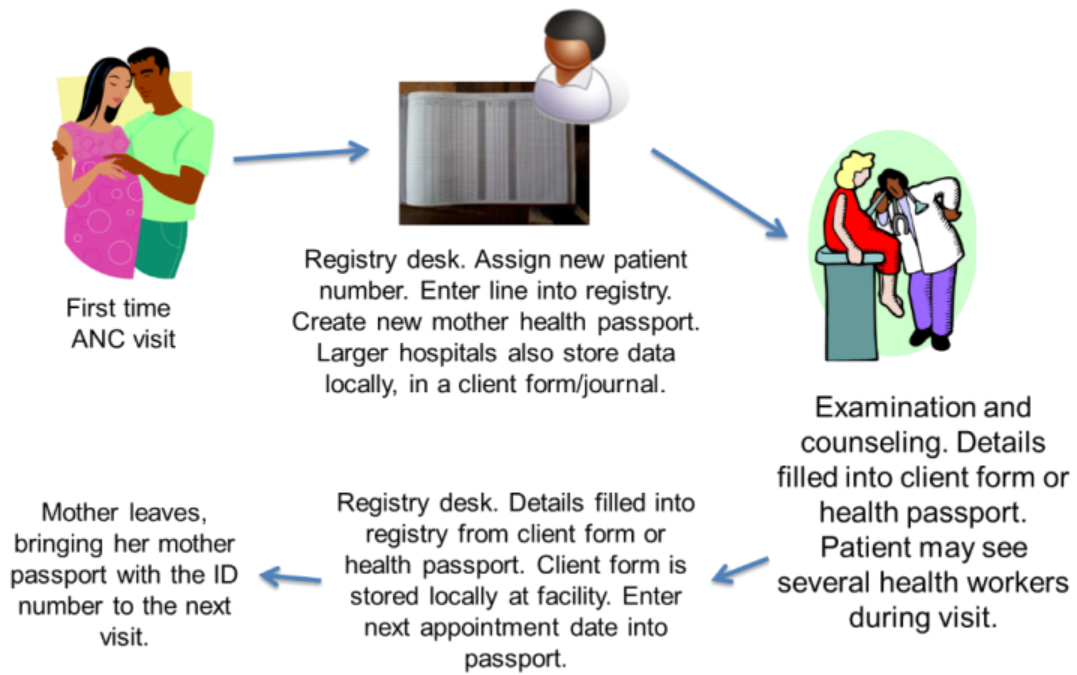 First time
ANC visit
Registry desk. Assign new patient
number. Enter line into registry.
Create new mother health passport.
Larger hospitals also store data
locally, in a client form/journal.
Examination and
counseling. Details
filled into client form or
health passport.
Patient may see
several health workers
during visit.
Registry desk. Details filled into
registry from client form or
health passport. Client form is
stored locally at facility. Enter
next appointment date into
passport.
Mother leaves,
bringing her mother
passport with the ID
number to the next
visit.